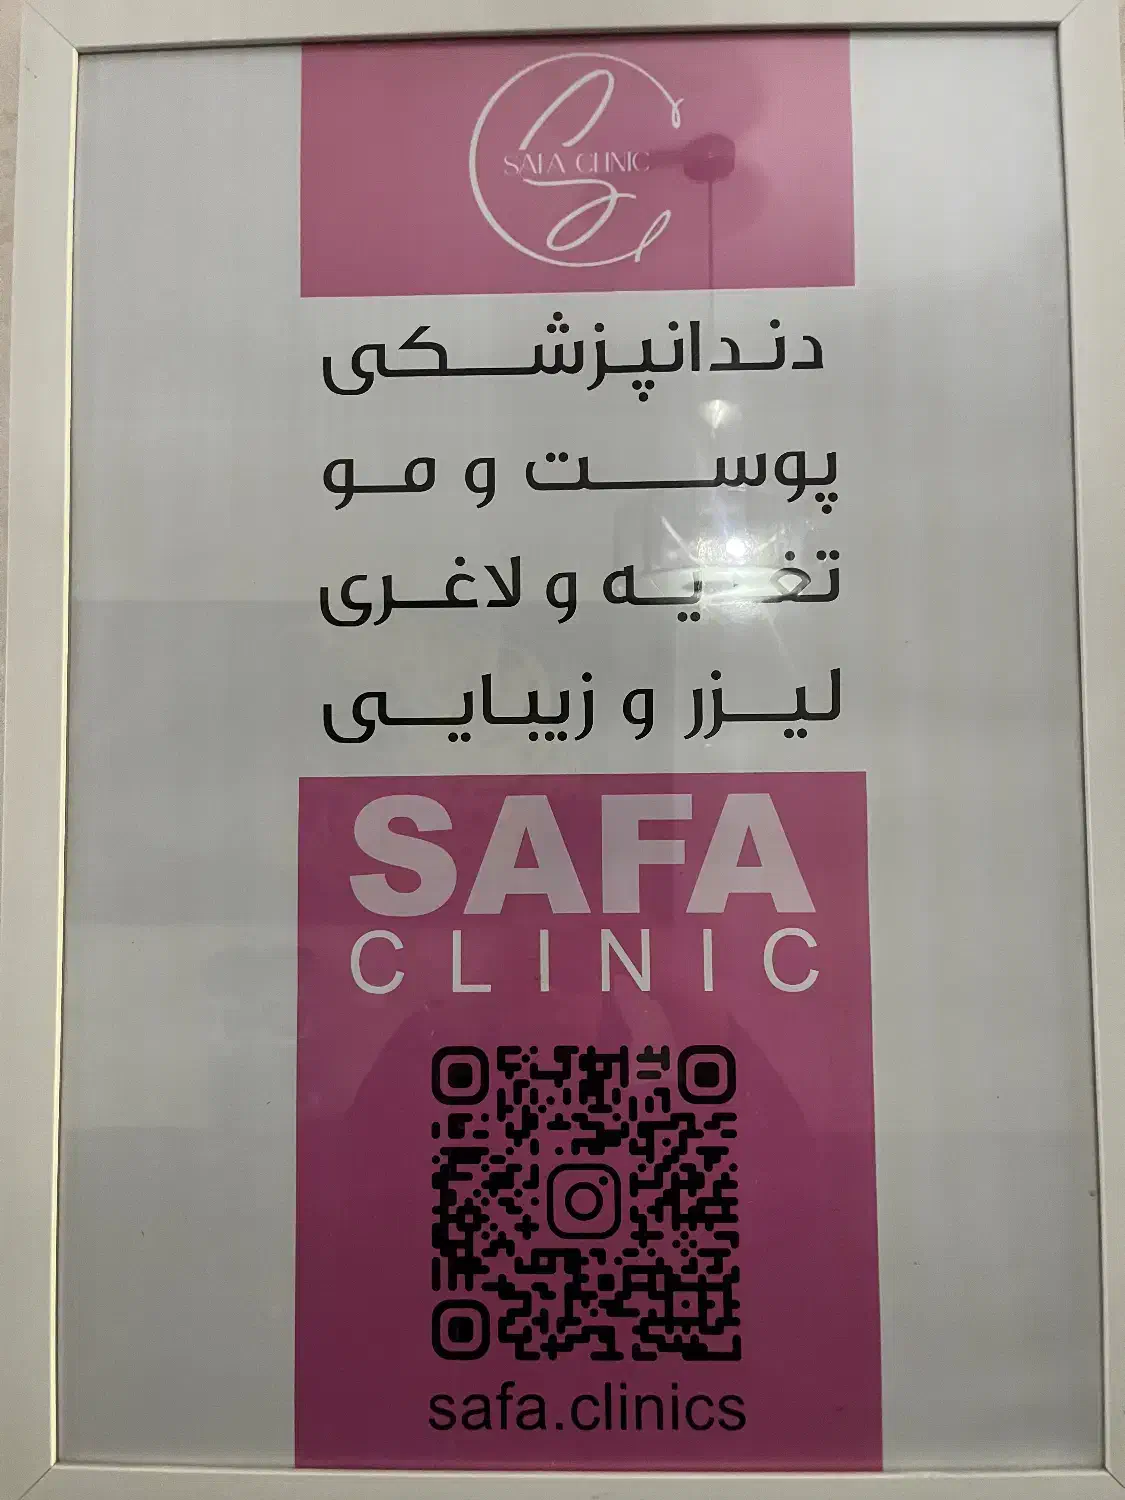 SAFA CLINIC
دندانپزشکی
پوست و مو
تغذیه و لاغری
لیزر و زیبایی
SAFA
CLINIC
safa.clinics